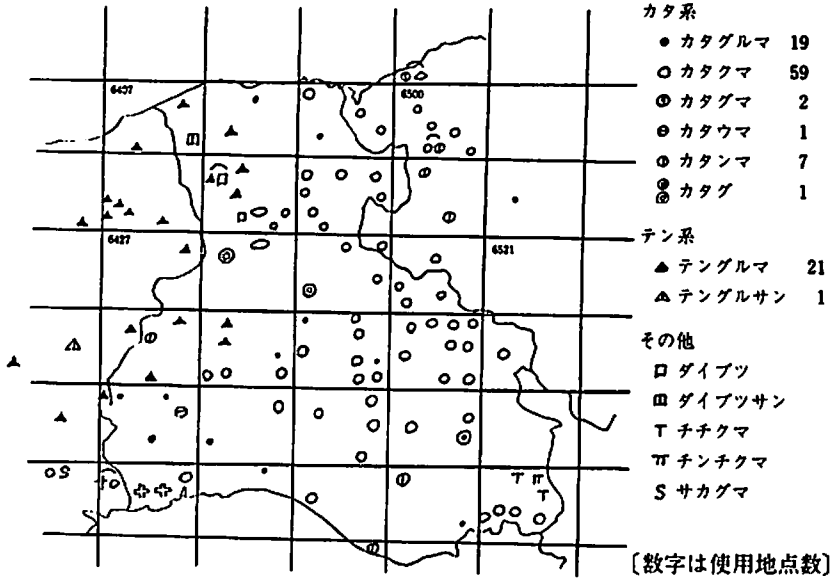 カタ系
カタグルマ 19
カタクマ 59
カタグマ 2
カタウマ 1
カタンマ 7
カタグ 1
テン系
テングルマ 21
テングルサン 1
その他
ダイブツ
ダイブツサン
チチクマ
チンチクマ
サカグマ
〔数字は使用地点数〕
6500
6427
6521
S